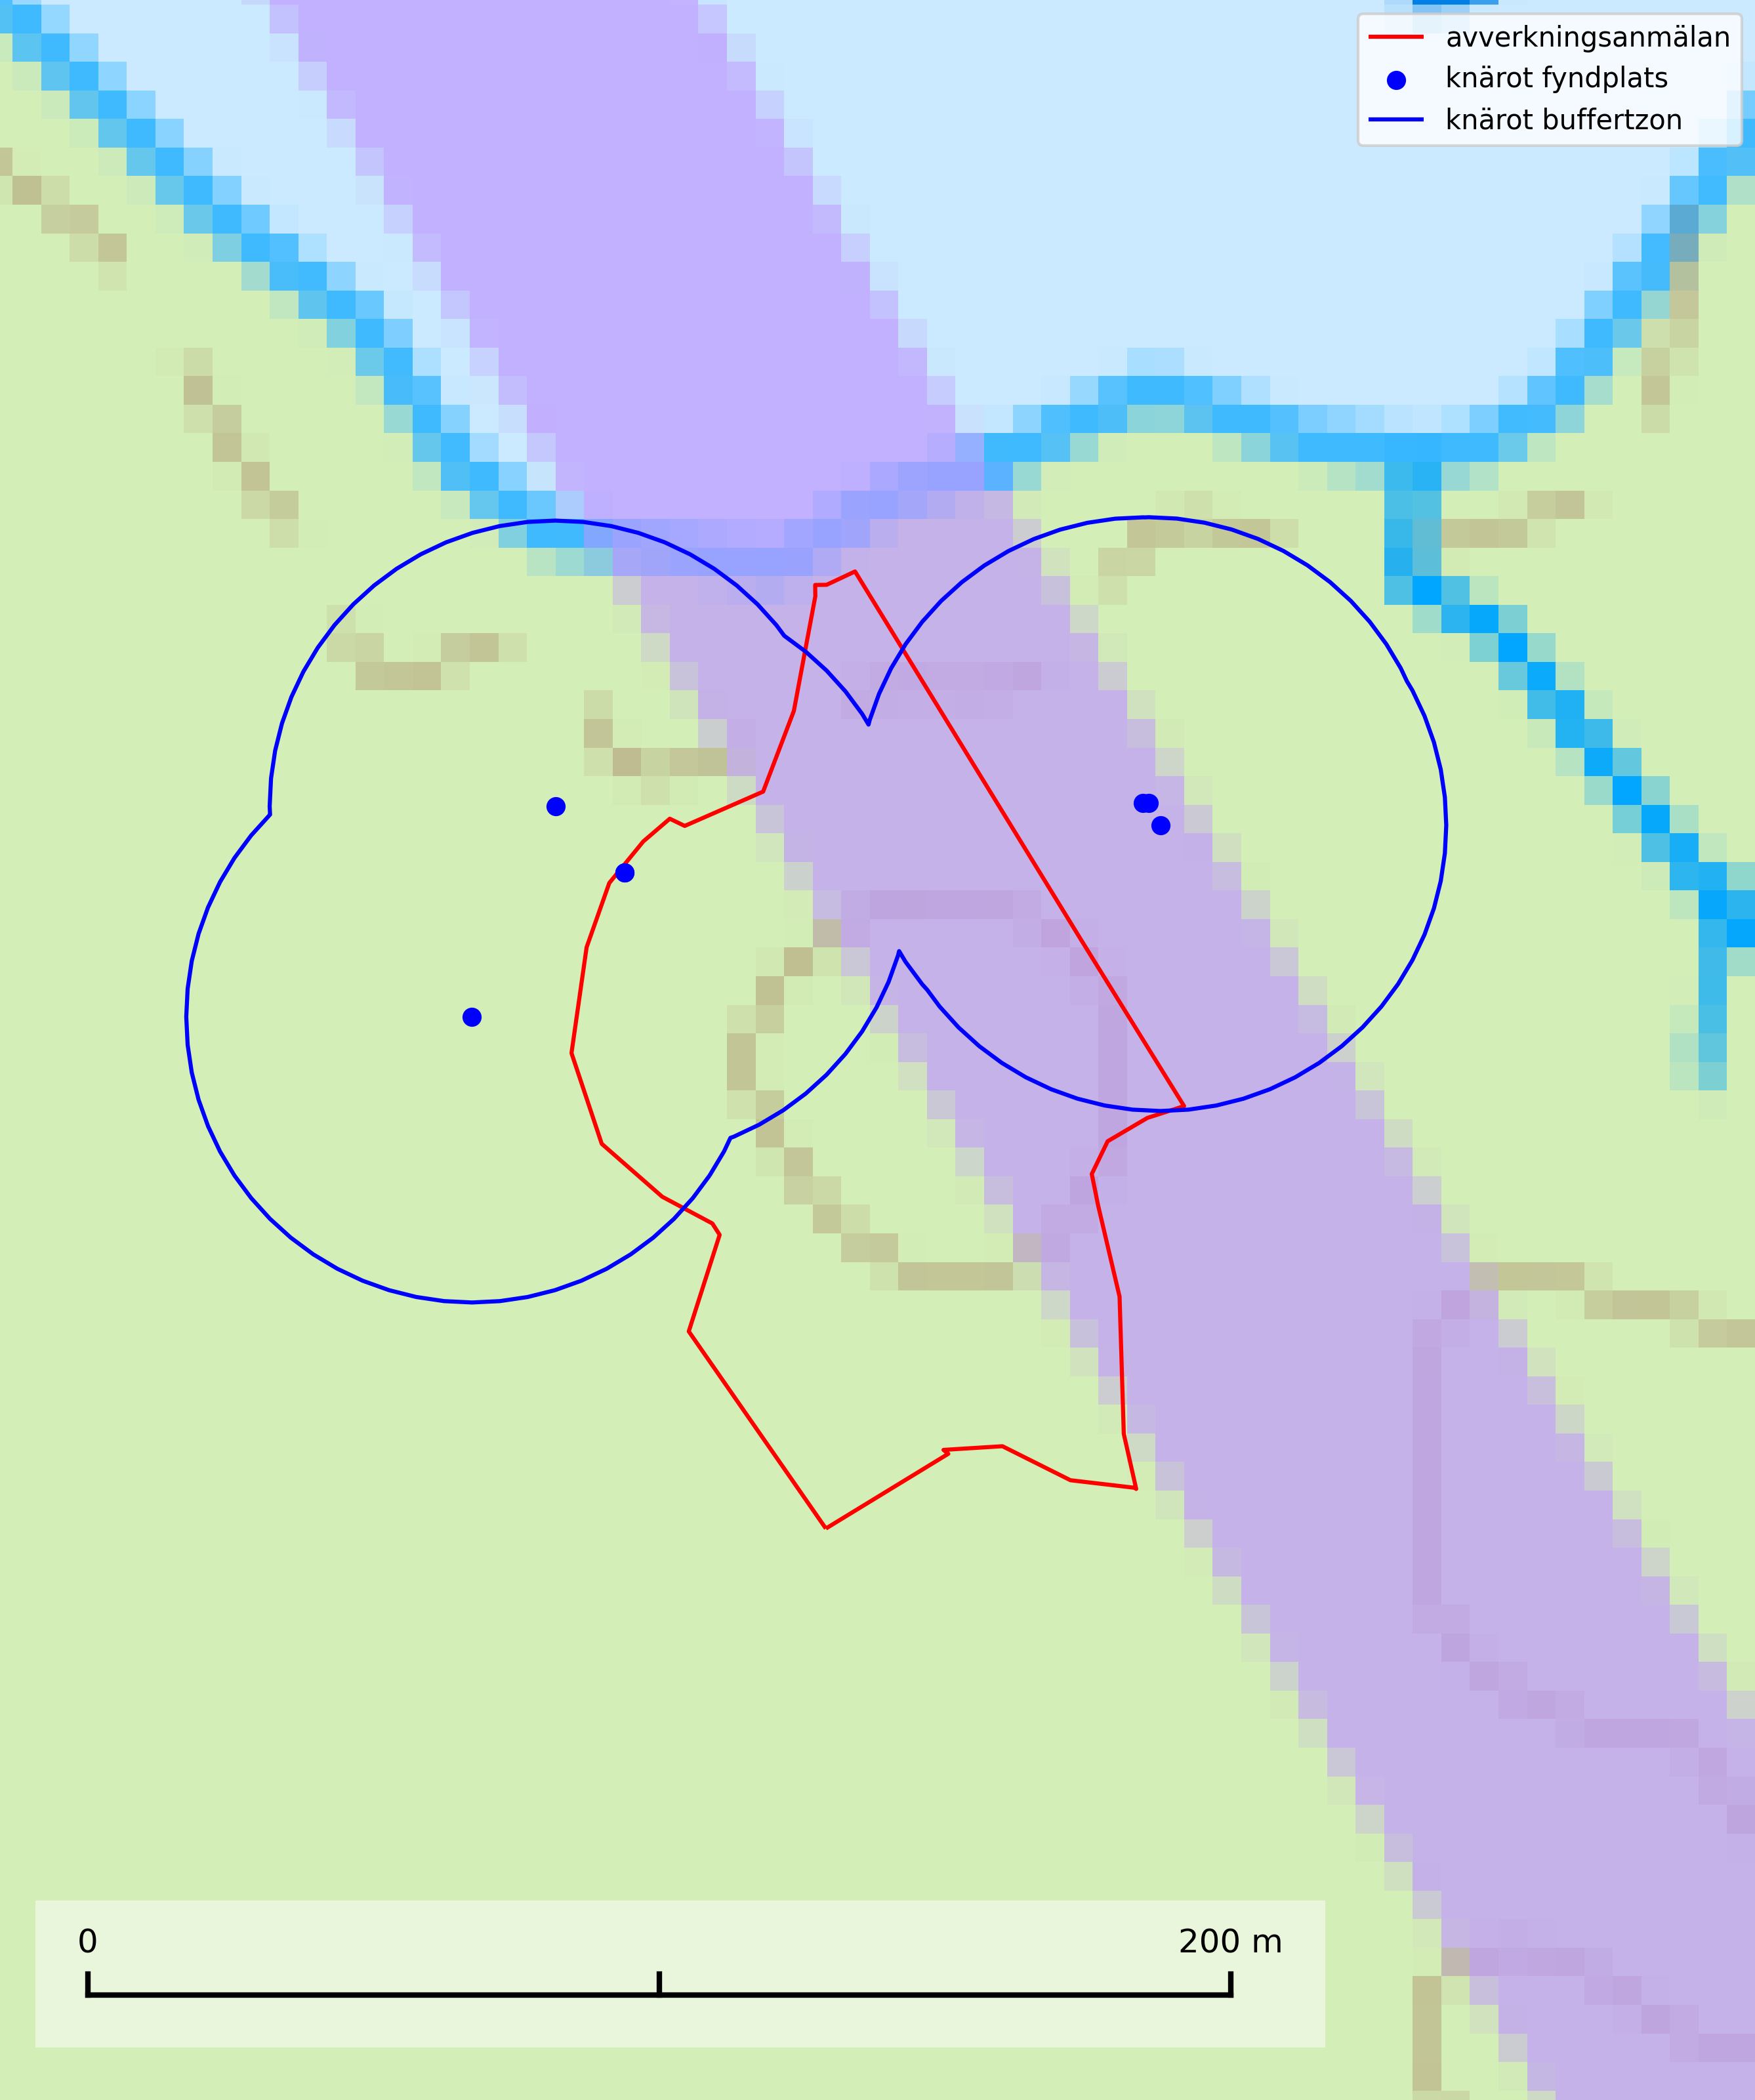 avverkningsanmälan
knärot fyndplats
knärot buffertzon
0 200 m